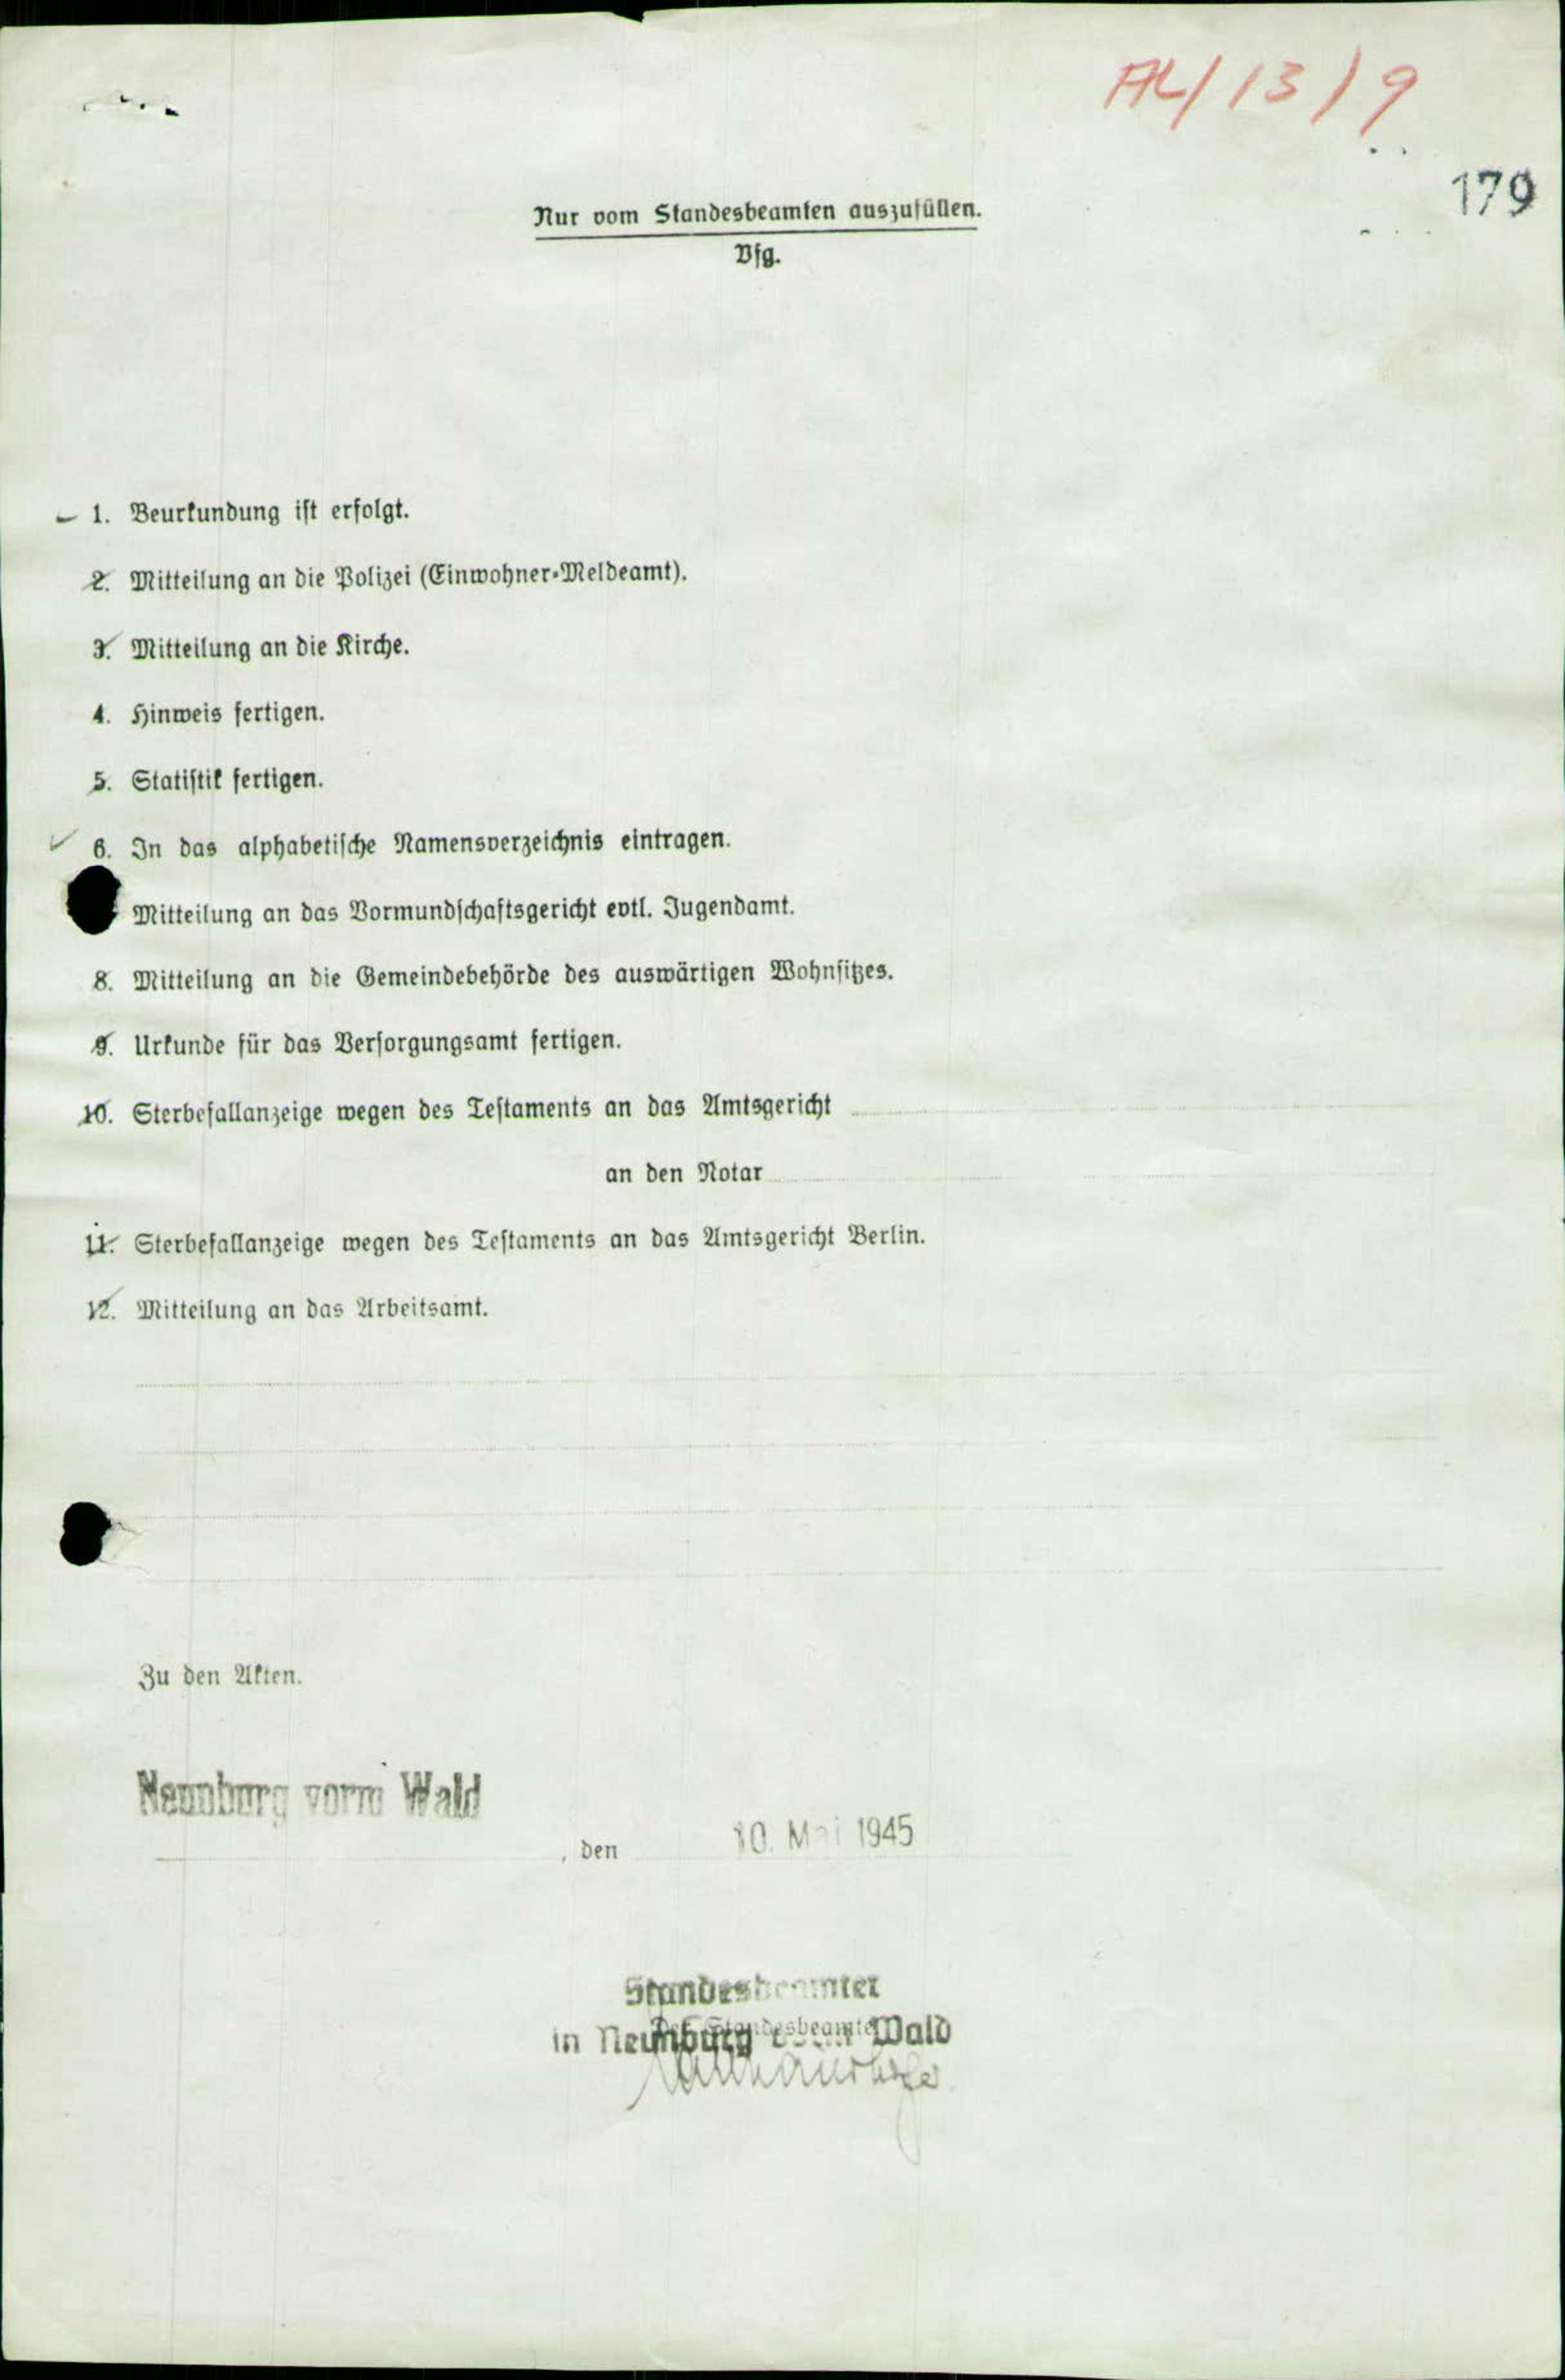 AL/13/9
179
Nur vom Standesbeamten auszufüllen.
Vfg.
1. Beurkundung ist erfolgt.
2. Mitteilung an die Polizei (Einwohner-Meldeamt).
3. Mitteilung an die Kirche.
4. Hinweis fertigen.
5. Statistik fertigen.
6. In das alphabetische Namensverzeichnis eintragen.
Mitteilung an das Vormundschaftsgericht evtl. Jugendamt.
8. Mitteilung an die Gemeindebehörde des auswärtigen Wohnsitzes.
9. Urkunde für das Versorgungsamt fertigen.
10. Sterbefallanzeige wegen des Testaments an das Amtsgericht
an den Notar
11. Sterbefallanzeige wegen des Testaments an das Amtsgericht Berlin.
12. Mitteilung an das Arbeitsamt.
Zu den Akten.
Neunburg vorm Wald
, den 10. Mai 1945
Standesbeamter
in Neunburg vorm Wald
Der Standesbeamte